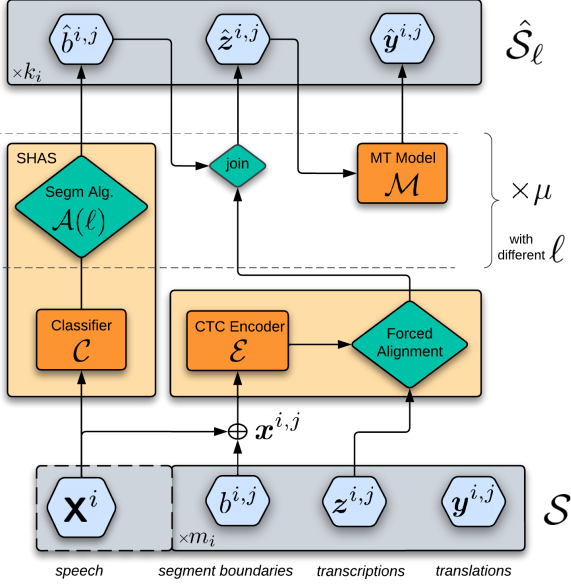 b̂^{i,j} ẑ^{i,j} ŷ^{i,j} Ŝ_ℓ
×k_i
SHAS
Segm Alg.
𝒜(ℓ)
join
MT Model
ℳ
×μ
with
different ℓ
Classifier
𝒞
CTC Encoder
ℰ
Forced
Alignment
⊕ x^{i,j}
X^i b^{i,j} z^{i,j} y^{i,j} 𝒮
×m_i
speech segment boundaries transcriptions translations